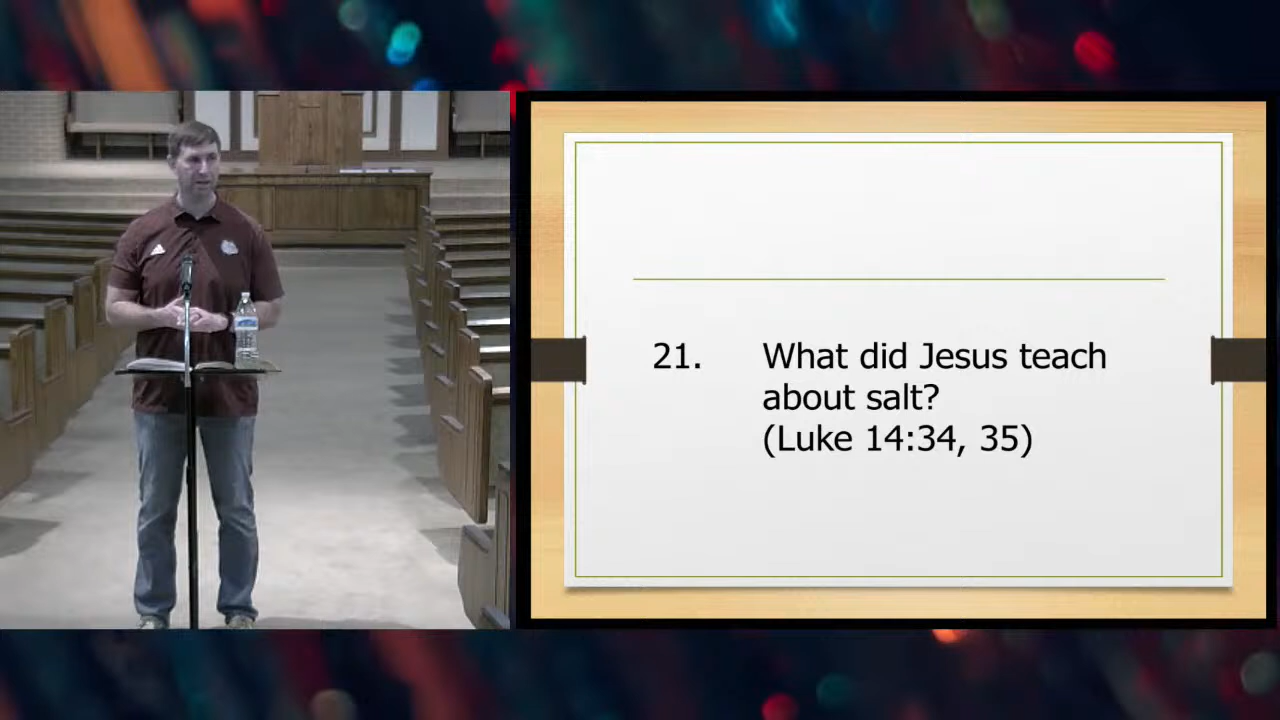 21. What did Jesus teach
about salt?
(Luke 14:34, 35)